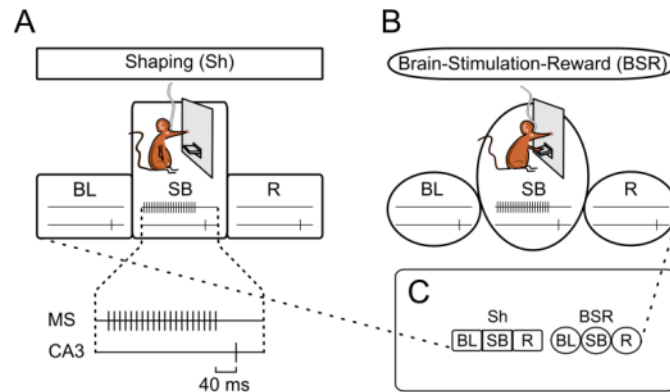 A
Shaping (Sh)
BL
SB
R
MS
CA3
40 ms
B
Brain-Stimulation-Reward (BSR)
BL
SB
R
C
Sh
BSR
BL SB R
BL SB R